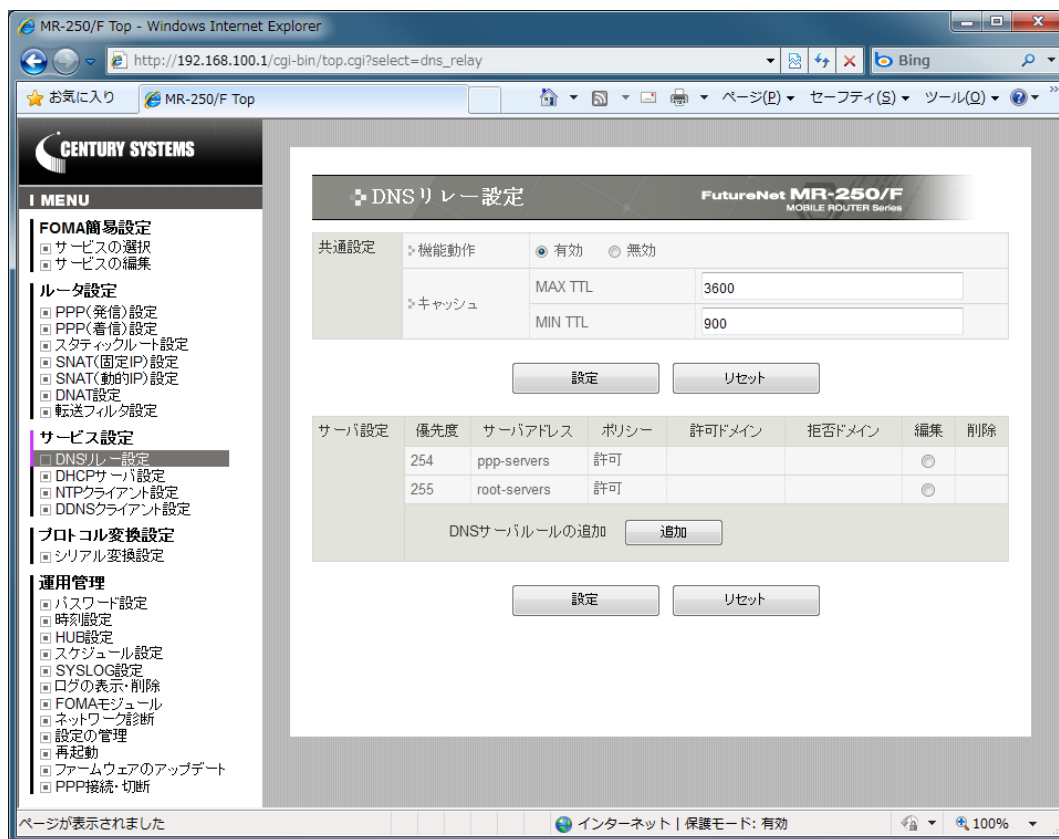 MR-250/F Top - Windows Internet Explorer
http://192.168.100.1/cgi-bin/top.cgi?select=dns_relay
Bing
お気に入り
MR-250/F Top
ページ(P)
セーフティ(S)
ツール(O)
CENTURY SYSTEMS
MENU
FOMA簡易設定
サービスの選択
サービスの編集
ルータ設定
PPP(発信)設定
PPP(着信)設定
スタティックルート設定
SNAT(固定IP)設定
SNAT(動的IP)設定
DNAT設定
転送フィルタ設定
サービス設定
DNSリレー設定
DHCPサーバ設定
NTPクライアント設定
DDNSクライアント設定
プロトコル変換設定
シリアル変換設定
運用管理
パスワード設定
時刻設定
HUB設定
スケジュール設定
SYSLOG設定
ログの表示・削除
FOMAモジュール
ネットワーク診断
設定の管理
再起動
ファームウェアのアップデート
PPP接続・切断
DNSリレー設定
FutureNet MR-250/F
MOBILE ROUTER Series
共通設定 機能動作 有効 無効
キャッシュ
MAX TTL 3600
MIN TTL 900
設定 リセット
サーバ設定 優先度 サーバアドレス ポリシー 許可ドメイン 拒否ドメイン 編集 削除
254 ppp-servers 許可
255 root-servers 許可
DNSサーバルールの追加 追加
設定 リセット
ページが表示されました
インターネット | 保護モード: 有効
100%